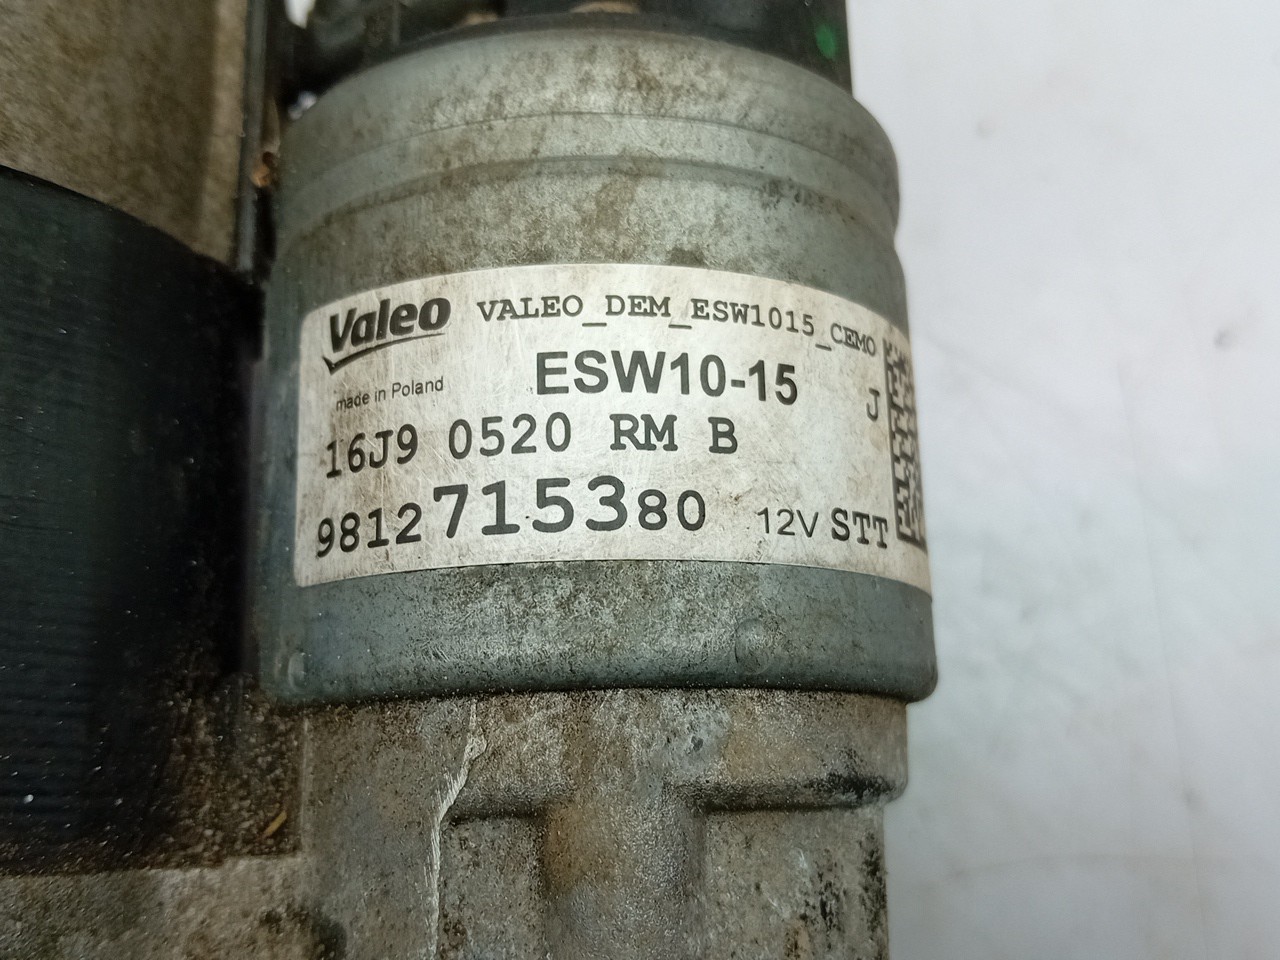 Valeo VALEO_DEM_ESW1015_CEMO
made in Poland ESW10-15 J
16J9 0520 RM B
9812715380 12V STT